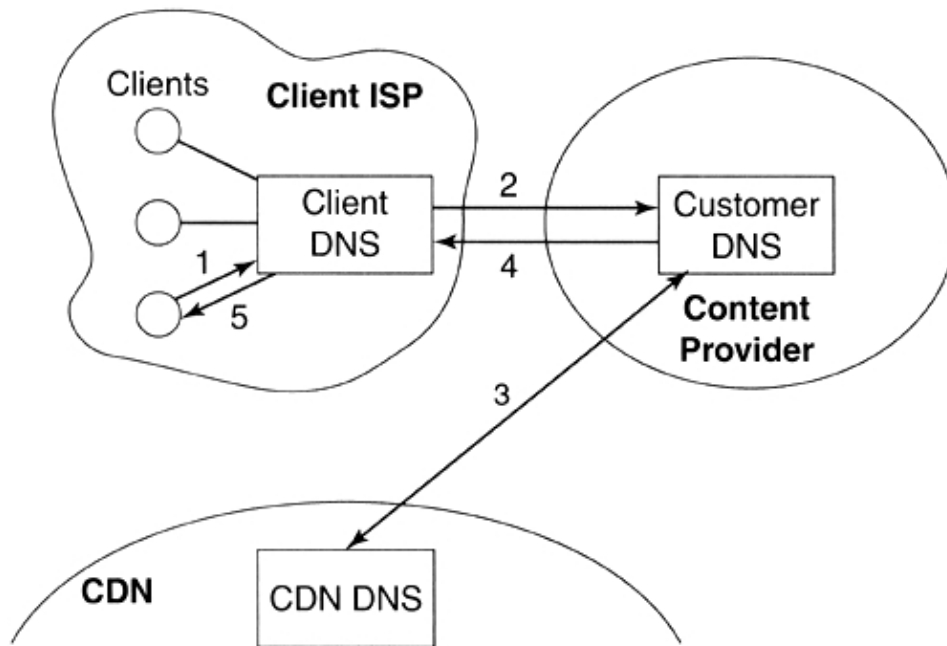 Clients
Client ISP
Client
DNS
1
5
2
4
Customer
DNS
Content
Provider
3
CDN
CDN DNS